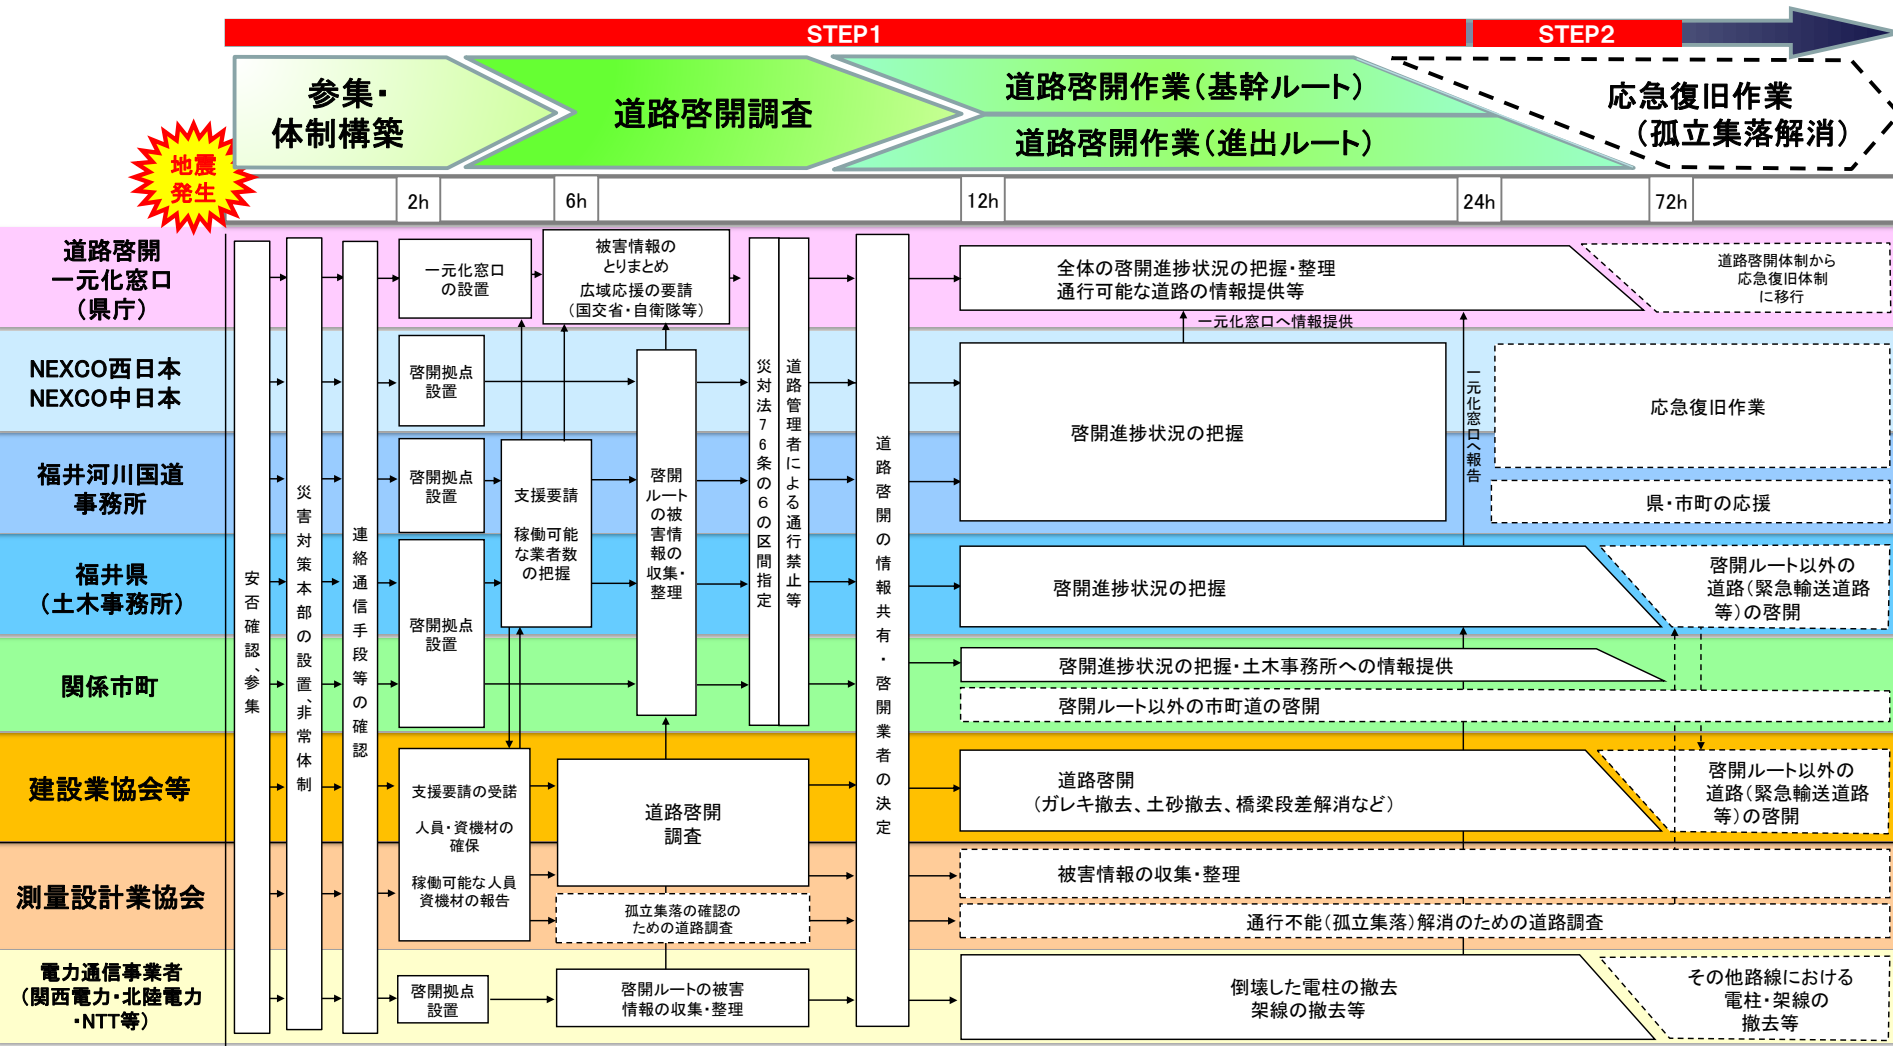 STEP1
STEP2
参集・
体制構築
道路啓開調査
道路啓開作業（基幹ルート）
道路啓開作業（進出ルート）
応急復旧作業
（孤立集落解消）
地震
発生
2h
6h
12h
24h
72h
道路啓開
一元化窓口
（県庁）
NEXCO西日本
NEXCO中日本
福井河川国道
事務所
福井県
（土木事務所）
関係市町
建設業協会等
測量設計業協会
電力通信事業者
（関西電力・北陸電力
・NTT等）
安否確認、参集
災害対策本部の設置、非常体制
連絡通信手段等の確認
一元化窓口
の設置
被害情報の
とりまとめ
広域応援の要請
（国交省・自衛隊等）
啓開拠点
設置
啓開拠点
設置
啓開拠点
設置
支援要請
稼働可能
な業者数
の把握
啓開
ルート
の被
害情
報の
収集・
整理
支援要請の受諾
人員・資機材の
確保
稼働可能な人員
資機材の報告
道路啓開
調査
孤立集落の確認の
ための道路調査
啓開拠点
設置
啓開ルートの被害
情報の収集・整理
災対法76条の6の区間指定
道路管理者による通行禁止等
道路啓開の情報共有・啓開業者の決定
全体の啓開進捗状況の把握・整理
通行可能な道路の情報提供等
一元化窓口へ情報提供
道路啓開体制から
応急復旧体制
に移行
啓開進捗状況の把握
一元化窓口へ報告
応急復旧作業
県・市町の応援
啓開進捗状況の把握
啓開ルート以外の
道路（緊急輸送道路
等）の啓開
啓開進捗状況の把握・土木事務所への情報提供
啓開ルート以外の市町道の啓開
道路啓開
（ガレキ撤去、土砂撤去、橋梁段差解消など）
啓開ルート以外の
道路（緊急輸送道路
等）の啓開
被害情報の収集・整理
通行不能（孤立集落）解消のための道路調査
倒壊した電柱の撤去
架線の撤去等
その他路線における
電柱・架線の
撤去等